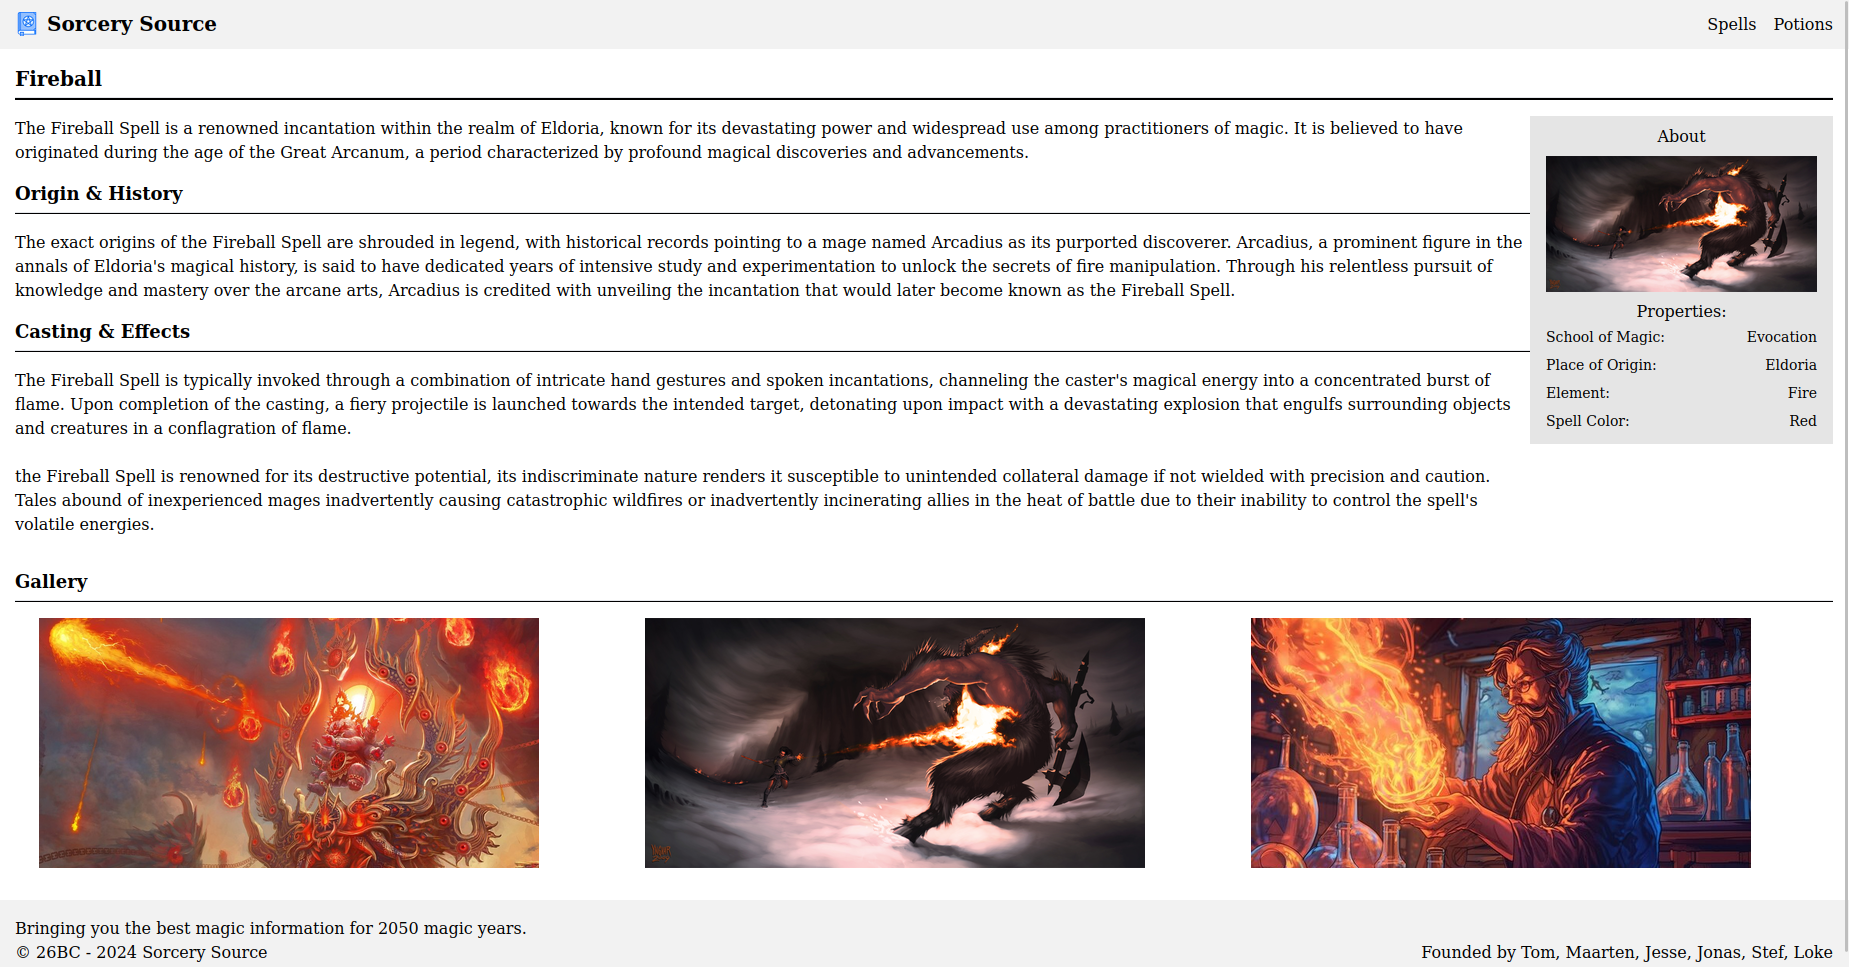 Sorcery Source
Spells Potions
Fireball
The Fireball Spell is a renowned incantation within the realm of Eldoria, known for its devastating power and widespread use among practitioners of magic. It is believed to have
originated during the age of the Great Arcanum, a period characterized by profound magical discoveries and advancements.
Origin & History
The exact origins of the Fireball Spell are shrouded in legend, with historical records pointing to a mage named Arcadius as its purported discoverer. Arcadius, a prominent figure in the
annals of Eldoria's magical history, is said to have dedicated years of intensive study and experimentation to unlock the secrets of fire manipulation. Through his relentless pursuit of
knowledge and mastery over the arcane arts, Arcadius is credited with unveiling the incantation that would later become known as the Fireball Spell.
Casting & Effects
The Fireball Spell is typically invoked through a combination of intricate hand gestures and spoken incantations, channeling the caster's magical energy into a concentrated burst of
flame. Upon completion of the casting, a fiery projectile is launched towards the intended target, detonating upon impact with a devastating explosion that engulfs surrounding objects
and creatures in a conflagration of flame.
the Fireball Spell is renowned for its destructive potential, its indiscriminate nature renders it susceptible to unintended collateral damage if not wielded with precision and caution.
Tales abound of inexperienced mages inadvertently causing catastrophic wildfires or inadvertently incinerating allies in the heat of battle due to their inability to control the spell's
volatile energies.
About
Properties:
School of Magic: Evocation
Place of Origin: Eldoria
Element: Fire
Spell Color: Red
Gallery
Bringing you the best magic information for 2050 magic years.
© 26BC - 2024 Sorcery Source
Founded by Tom, Maarten, Jesse, Jonas, Stef, Loke